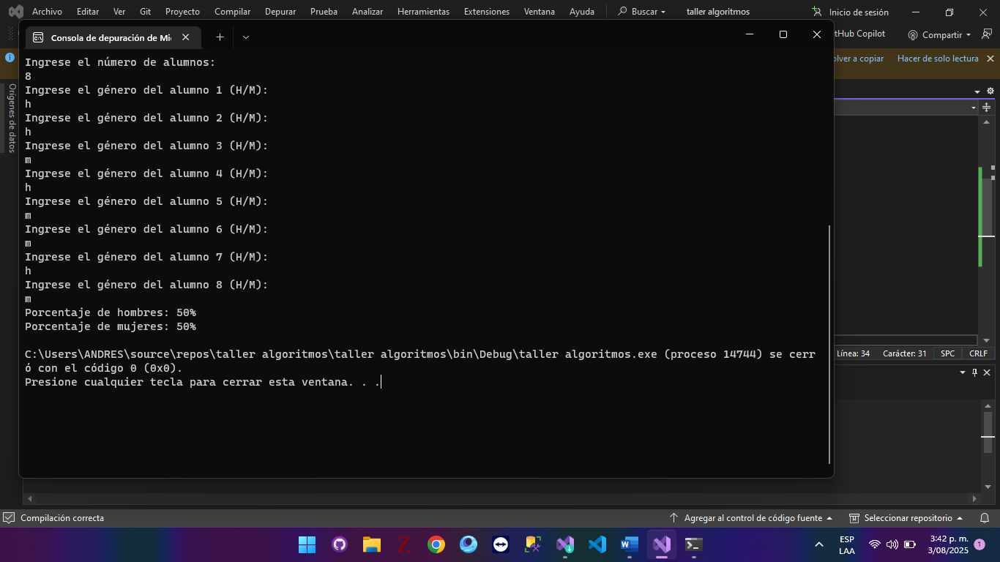 Archivo Editar Ver Git Proyecto Compilar Depurar Prueba Analizar Herramientas Extensiones Ventana Ayuda Buscar taller algoritmos Inicio de sesión
Consola de depuración de
Copilot Compartir
a copiar Hacer de solo lectura
Orígenes de datos
Ingrese el número de alumnos:
8
Ingrese el género del alumno 1 (H/M):
h
Ingrese el género del alumno 2 (H/M):
h
Ingrese el género del alumno 3 (H/M):
m
Ingrese el género del alumno 4 (H/M):
h
Ingrese el género del alumno 5 (H/M):
m
Ingrese el género del alumno 6 (H/M):
m
Ingrese el género del alumno 7 (H/M):
h
Ingrese el género del alumno 8 (H/M):
m
Porcentaje de hombres: 50%
Porcentaje de mujeres: 50%
C:\Users\ANDRES\source\repos\taller algoritmos\taller algoritmos\bin\Debug\taller algoritmos.exe (proceso 14744) se cerr
ó con el código 0 (0x0).
Presione cualquier tecla para cerrar esta ventana. . .
Línea: 34 Carácter: 31 SPC CRLF
Compilación correcta Agregar al control de código fuente Seleccionar repositorio
ESP
LAA
3:42 p. m.
3/08/2025
1